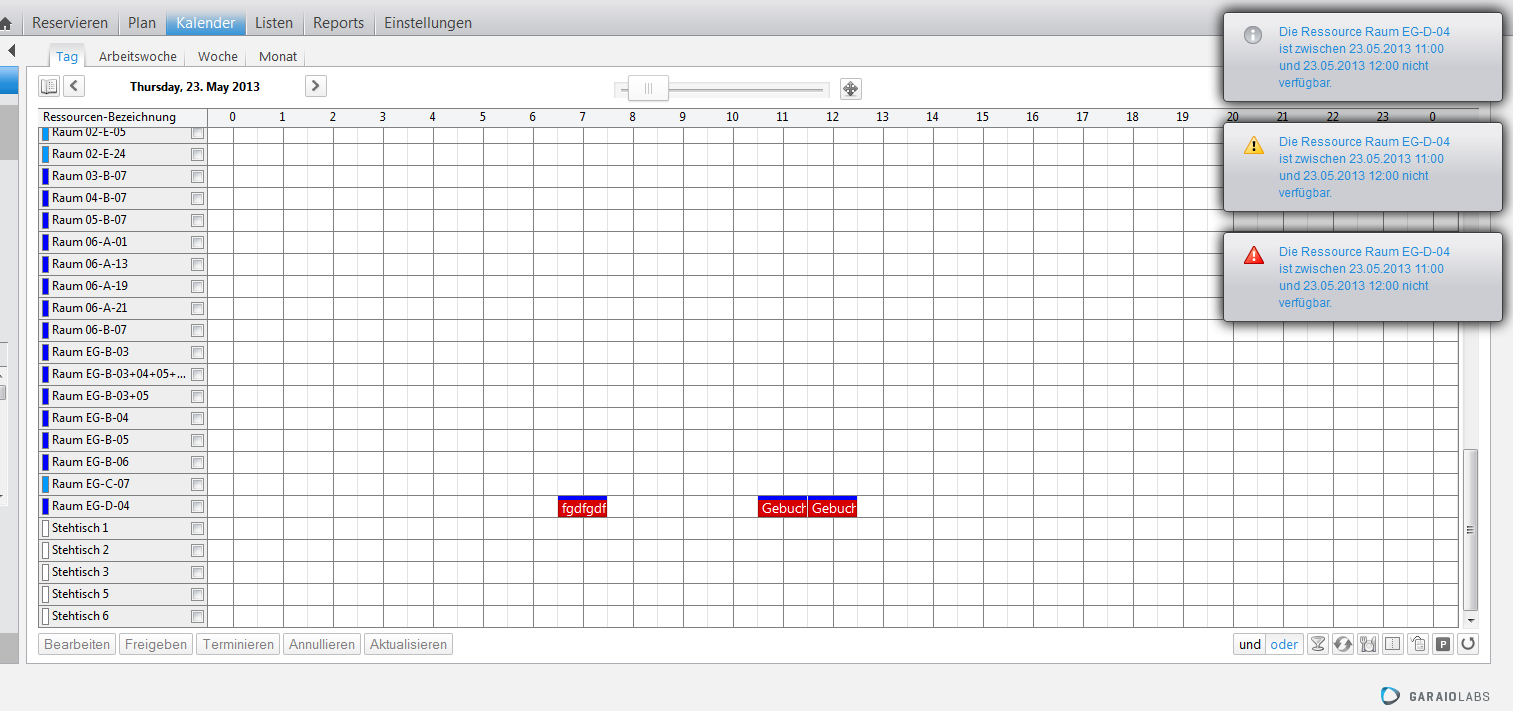 Reservieren Plan Kalender Listen Reports Einstellungen
Tag Arbeitswoche Woche Monat
Thursday, 23. May 2013
Die Ressource Raum EG-D-04
ist zwischen 23.05.2013 11:00
und 23.05.2013 12:00 nicht
verfügbar.
Ressourcen-Bezeichnung 0 1 2 3 4 5 6 7 8 9 10 11 12 13 14 15 16 17 18 19 20 21 22 23 0
Die Ressource Raum EG-D-04
ist zwischen 23.05.2013 11:00
und 23.05.2013 12:00 nicht
verfügbar.
Die Ressource Raum EG-D-04
ist zwischen 23.05.2013 11:00
und 23.05.2013 12:00 nicht
verfügbar.
Raum 02-E-05
Raum 02-E-24
Raum 03-B-07
Raum 04-B-07
Raum 05-B-07
Raum 06-A-01
Raum 06-A-13
Raum 06-A-19
Raum 06-A-21
Raum 06-B-07
Raum EG-B-03
Raum EG-B-03+04+05+...
Raum EG-B-03+05
Raum EG-B-04
Raum EG-B-05
Raum EG-B-06
Raum EG-C-07
Raum EG-D-04 fgdfgdf Gebuch Gebuch
Stehtisch 1
Stehtisch 2
Stehtisch 3
Stehtisch 5
Stehtisch 6
Bearbeiten Freigeben Terminieren Annullieren Aktualisieren und oder P
GARAIOLABS